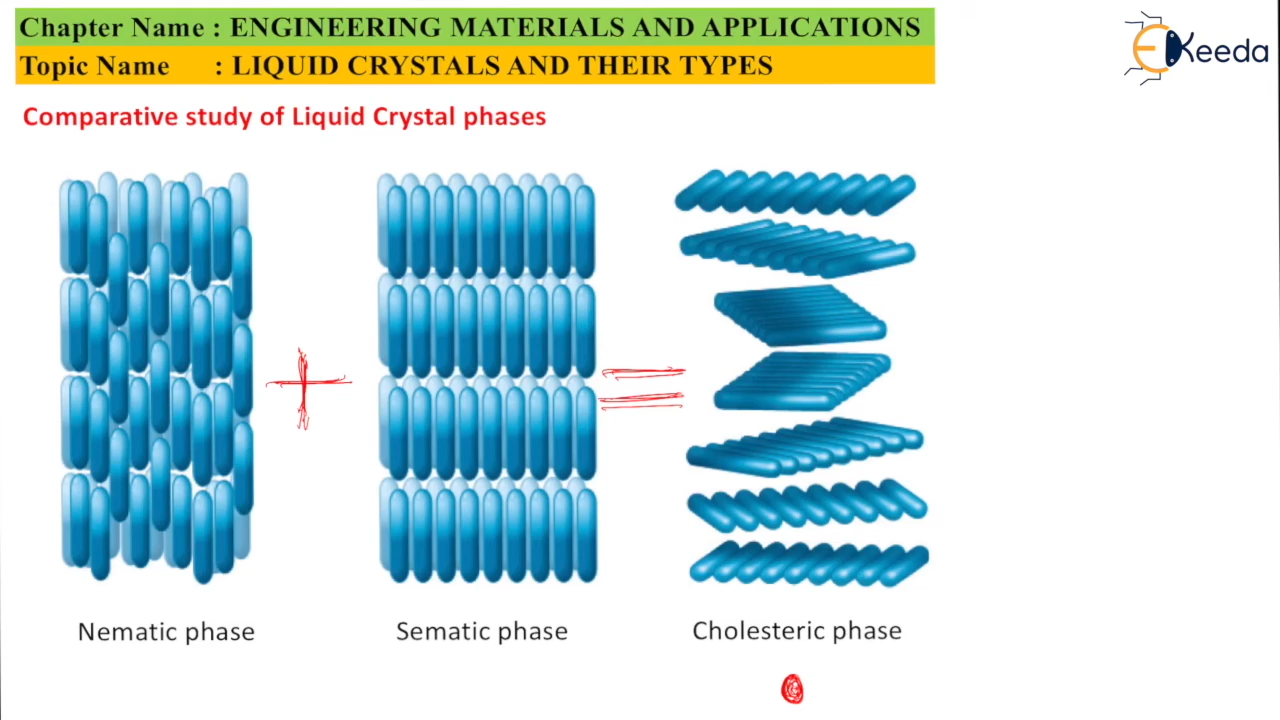 Chapter Name : ENGINEERING MATERIALS AND APPLICATIONS
Topic Name : LIQUID CRYSTALS AND THEIR TYPES
EKeeda
Comparative study of Liquid Crystal phases
Nematic phase
Sematic phase
Cholesteric phase